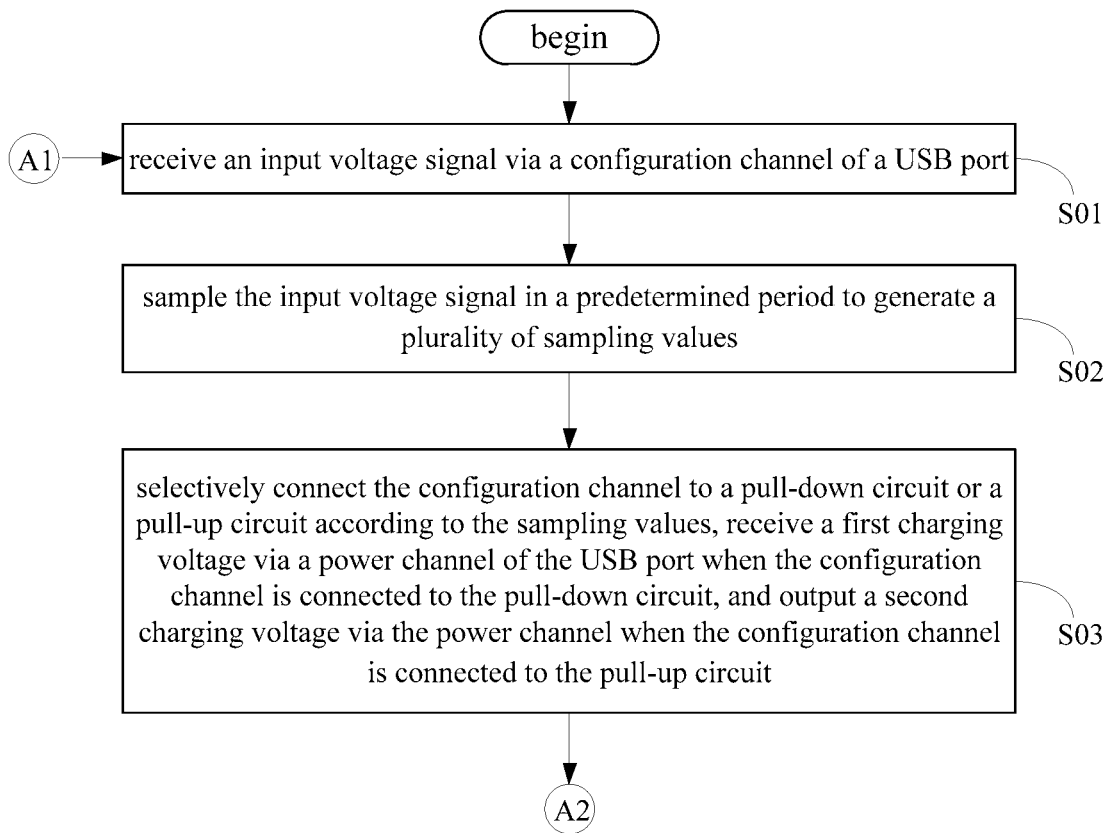 begin
A1
receive an input voltage signal via a configuration channel of a USB port
S01
sample the input voltage signal in a predetermined period to generate a
plurality of sampling values
S02
selectively connect the configuration channel to a pull-down circuit or a
pull-up circuit according to the sampling values, receive a first charging
voltage via a power channel of the USB port when the configuration
channel is connected to the pull-down circuit, and output a second
charging voltage via the power channel when the configuration channel
is connected to the pull-up circuit
S03
A2